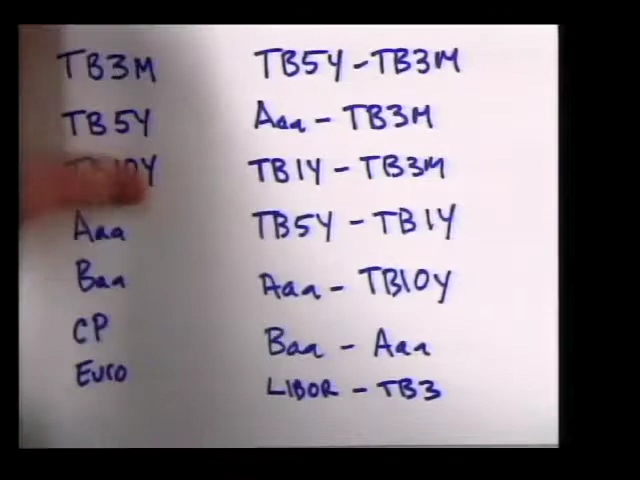 TB3M TB5Y - TB3M
TB5Y Aaa - TB3M
TB10Y TB1Y - TB3M
Aaa TB5Y - TB1Y
Baa Aaa - TB10Y
CP Baa - Aaa
Euro LIBOR - TB3